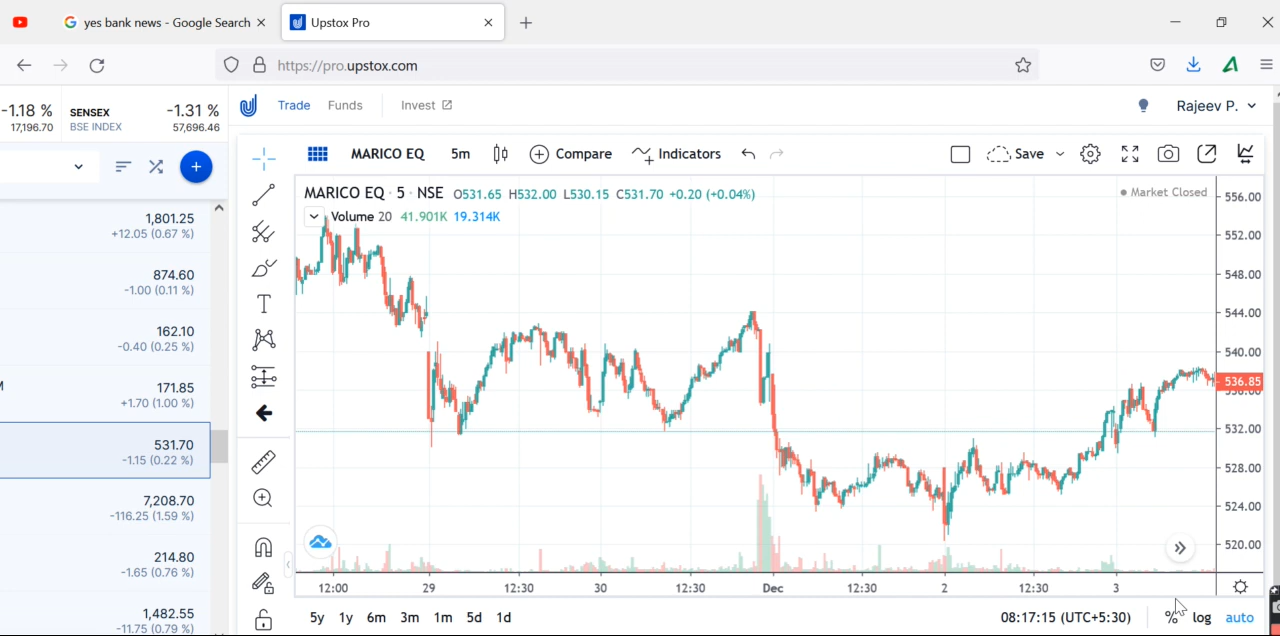 yes bank news - Google Search
Upstox Pro
https://pro.upstox.com
-1.18 %
17,196.70
SENSEX
BSE INDEX
-1.31 %
57,696.46
Trade
Funds
Invest
Rajeev P.
MARICO EQ
5m
Compare
Indicators
Save
MARICO EQ · 5 · NSE O531.65 H532.00 L530.15 C531.70 +0.20 (+0.04%)
Market Closed
Volume 20 41.901K 19.314K
1,801.25
+12.05 (0.67 %)
874.60
-1.00 (0.11 %)
162.10
-0.40 (0.25 %)
M
171.85
+1.70 (1.00 %)
531.70
-1.15 (0.22 %)
7,208.70
-116.25 (1.59 %)
214.80
-1.65 (0.76 %)
1,482.55
-11.75 (0.79 %)
T
556.00
552.00
548.00
544.00
540.00
536.85
532.00
528.00
524.00
520.00
12:00 29 12:30 30 12:30 Dec 12:30 2 12:30 3
5y 1y 6m 3m 1m 5d 1d
08:17:15 (UTC+5:30)
% log auto